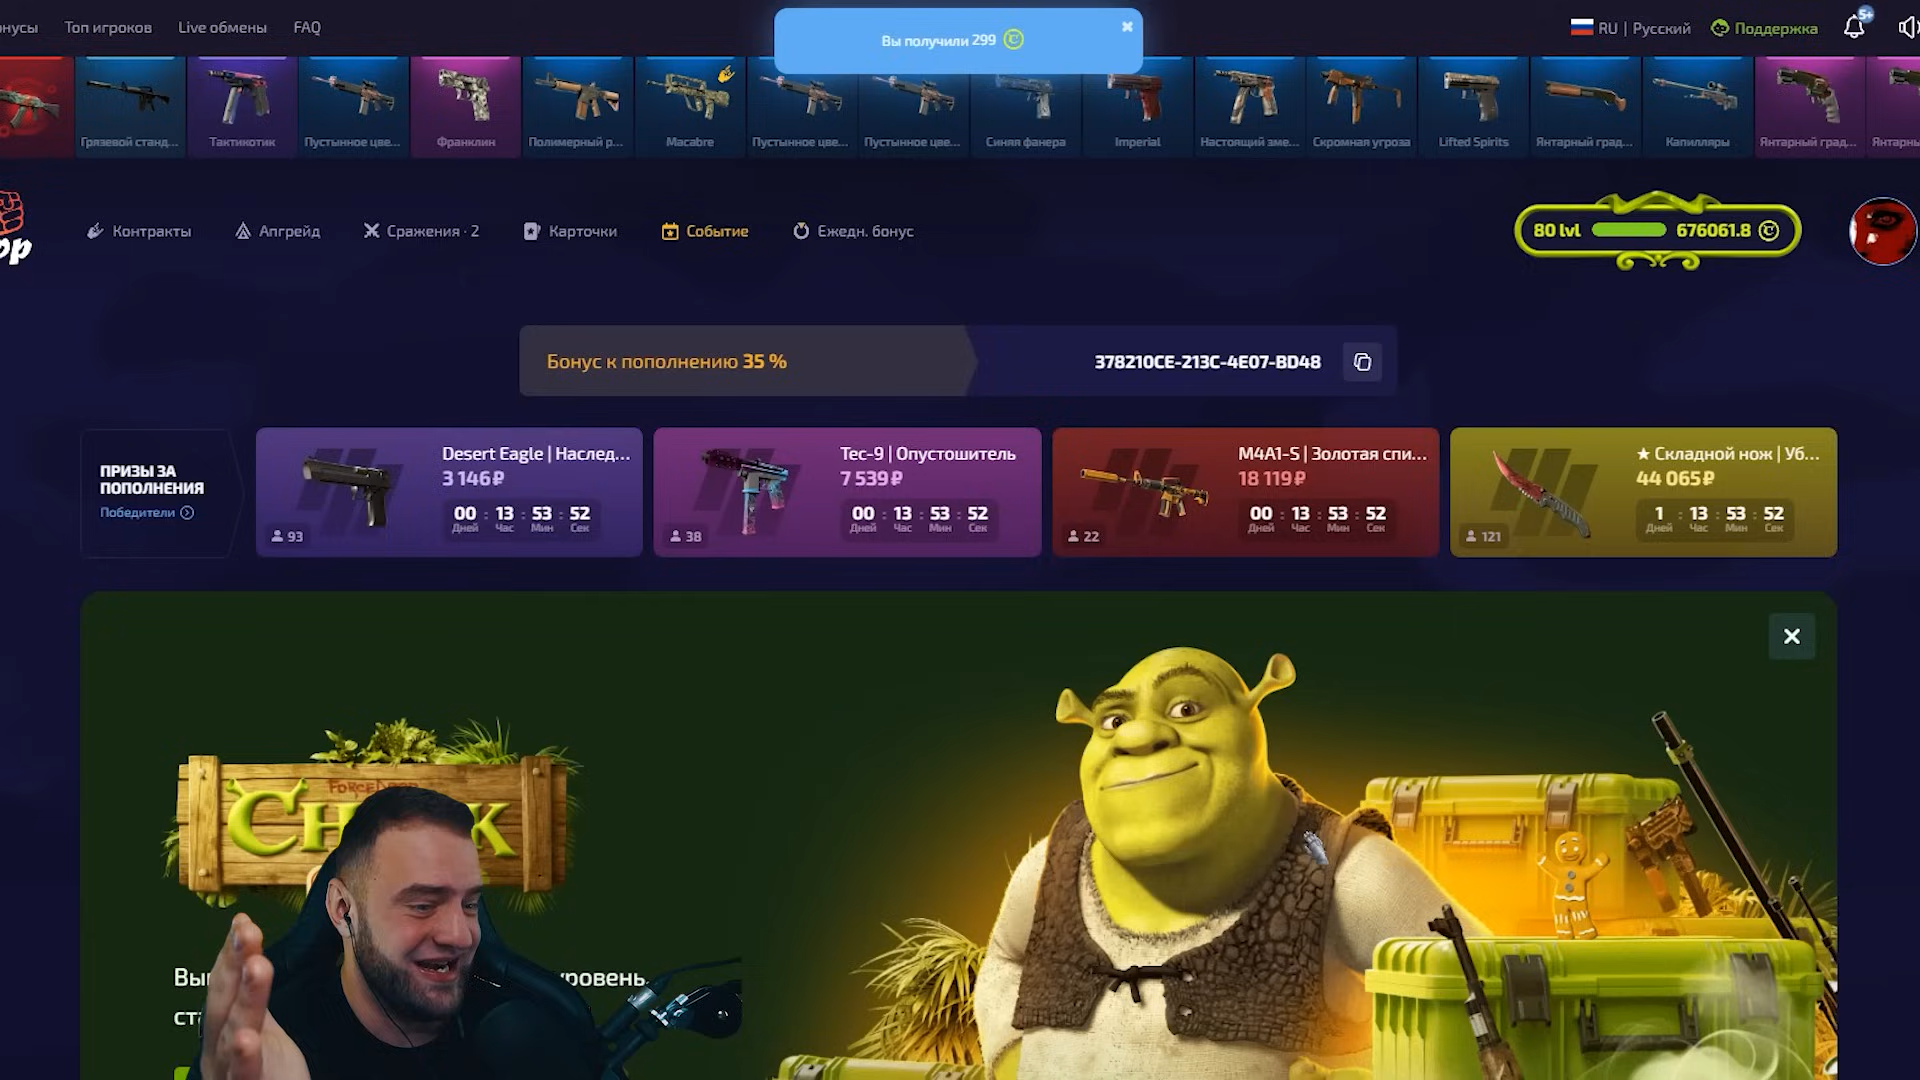 Топ игроков
Live обмены
FAQ
Вы получили 299
RU | Русский
Поддержка
5+
Грязевой станд...
Тактикотик
Пустынное цве...
Франклин
Полимерный р...
Macabre
Пустынное цве...
Пустынное цве...
Синяя фанера
Imperial
Настоящий зме...
Скромная угроза
Lifted Spirits
Янтарный град...
Капилляры
Янтарный град...
Контракты
Апгрейд
Сражения · 2
Карточки
Событие
Ежедн. бонус
80 lvl
676061.8
Бонус к пополнению 35 %
378210CE-213C-4E07-BD48
ПРИЗЫ ЗА
ПОПОЛНЕНИЯ
Победители
Desert Eagle | Наслед...
3 146₽
00 : 13 : 53 : 52
Дней Час Мин Сек
93
Tec-9 | Опустошитель
7 539₽
00 : 13 : 53 : 52
Дней Час Мин Сек
38
M4A1-S | Золотая спи...
18 119₽
00 : 13 : 53 : 52
Дней Час Мин Сек
22
★ Складной нож | Уб...
44 065₽
1 : 13 : 53 : 52
Дней Час Мин Сек
121